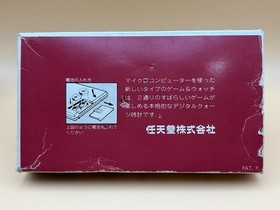 電池の入れ方
上図のように電池を入れて
ください。
マイクロコンピューターを使った
新しいタイプのゲーム&ウォッチ
は、2通りのすばらしいゲームが
楽しめる本格的なデジタルクォー
ツ時計です。
任天堂株式会社
PAT. P.